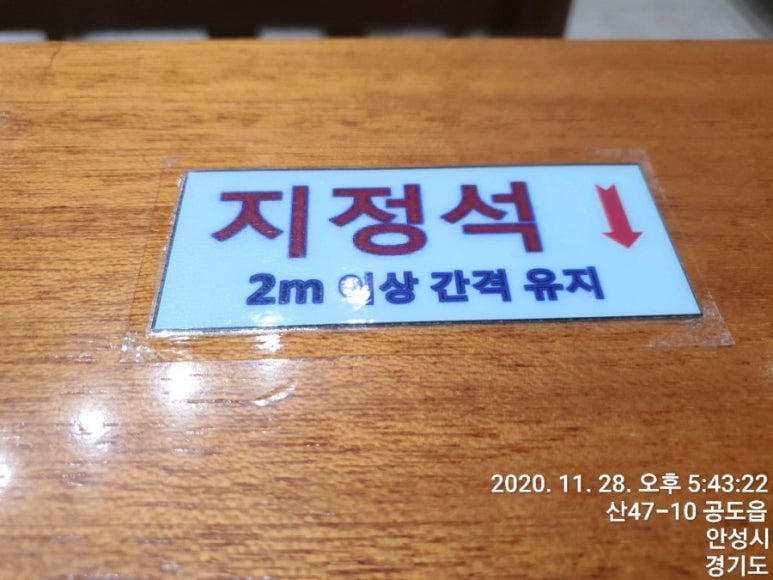 지정석
2m 이상 간격 유지
2020. 11. 28. 오후 5:43:22
산47-10 공도읍
안성시
경기도